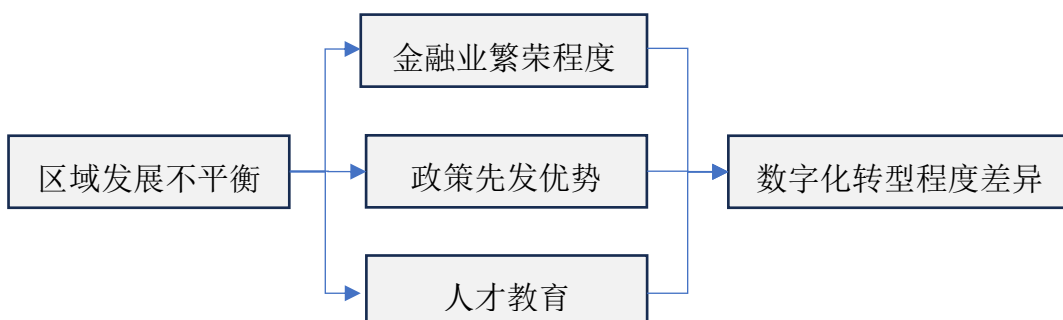 金融业繁荣程度
区域发展不平衡
政策先发优势
数字化转型程度差异
人才教育